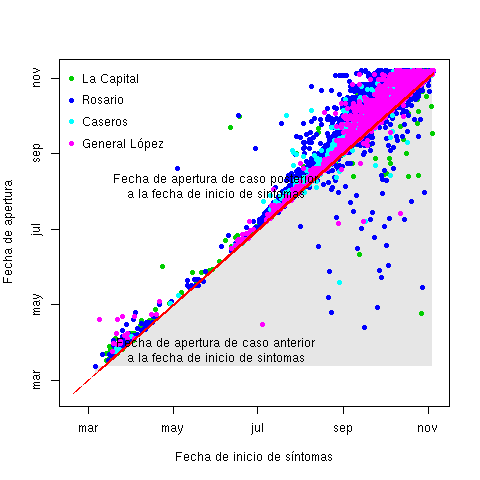 La Capital
Rosario
Caseros
General López
Fecha de apertura de caso posterior
a la fecha de inicio de sintomas
Fecha de apertura de caso anterior
a la fecha de inicio de sintomas
Fecha de apertura
mar
may
jul
sep
nov
mar
may
jul
sep
nov
Fecha de inicio de síntomas